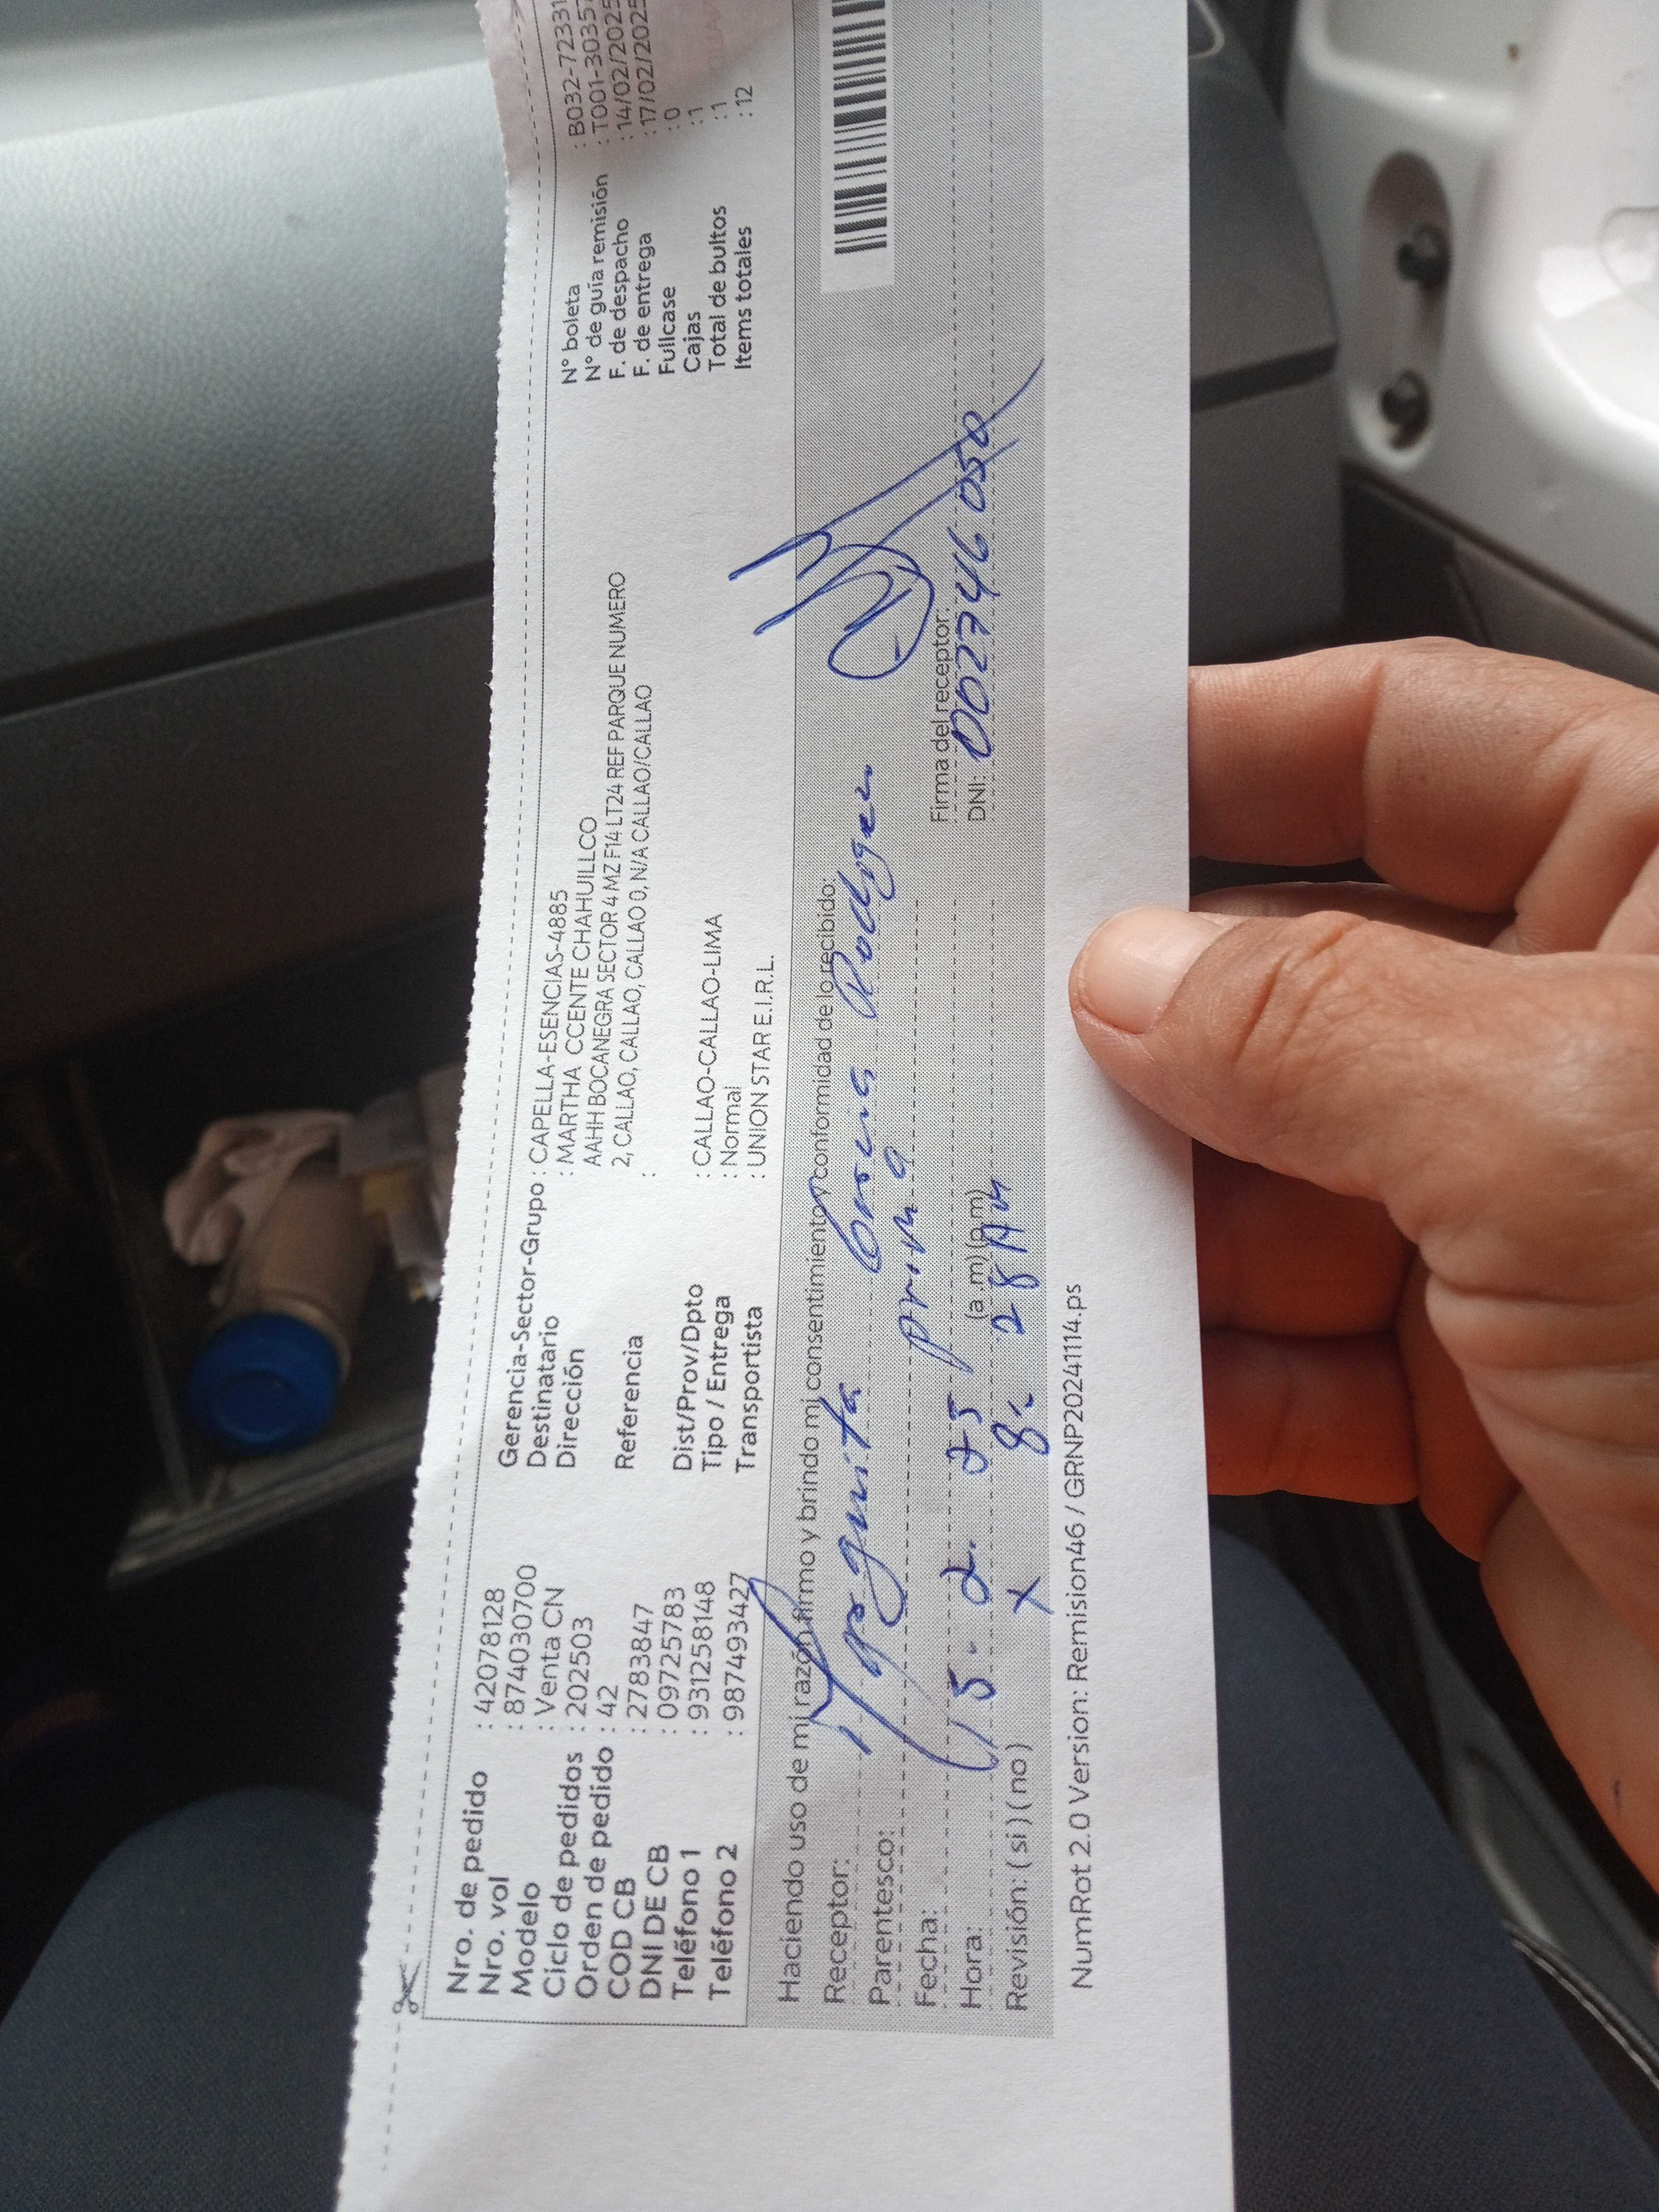 Nro. de pedido : 42078128
Nro. vol : 8740300700
Modelo : Venta CN
Ciclo de pedidos : 202503
Orden de pedido : 42
COD CB : 2783847
DNI DE CB : 09725783
Teléfono 1 : 931258148
Teléfono 2 : 987493427
Gerencia-Sector-Grupo : CAPELLA-ESENCIAS-4885
Destinatario : MARTHA CCENTE CHAHUILLCO
Dirección AAHH BOCANEGRA SECTOR 4 MZ F14 LT24 REF PARQUE NUMERO
2, CALLAO, CALLAO, CALLAO 0, N/A CALLAO/CALLAO
Referencia :
Dist/Prov/Dpto : CALLAO-CALLAO-LIMA
Tipo / Entrega : Normal
Transportista : UNION STAR E.I.R.L.
N° boleta : B032-72331
N° de guía remisión : T001-30357
F. de despacho : 14/02/2025
F. de entrega : 17/02/2025
Fullcase : 0
Cajas : 1
Total de bultos : 1
Items totales : 12
Haciendo uso de mi razón firmo y brindo mi consentimiento y conformidad de lo recibido:
Receptor: Margarita
Parentesco: prima
Fecha: 15-2.25
Hora: 8:28 AM (a m) (p m)
Revisión: ( si ) ( no ) X
Firma del receptor:
DNI: 002746050
NumRot 2.0 Version: Remision46 / GRNP20241114.ps